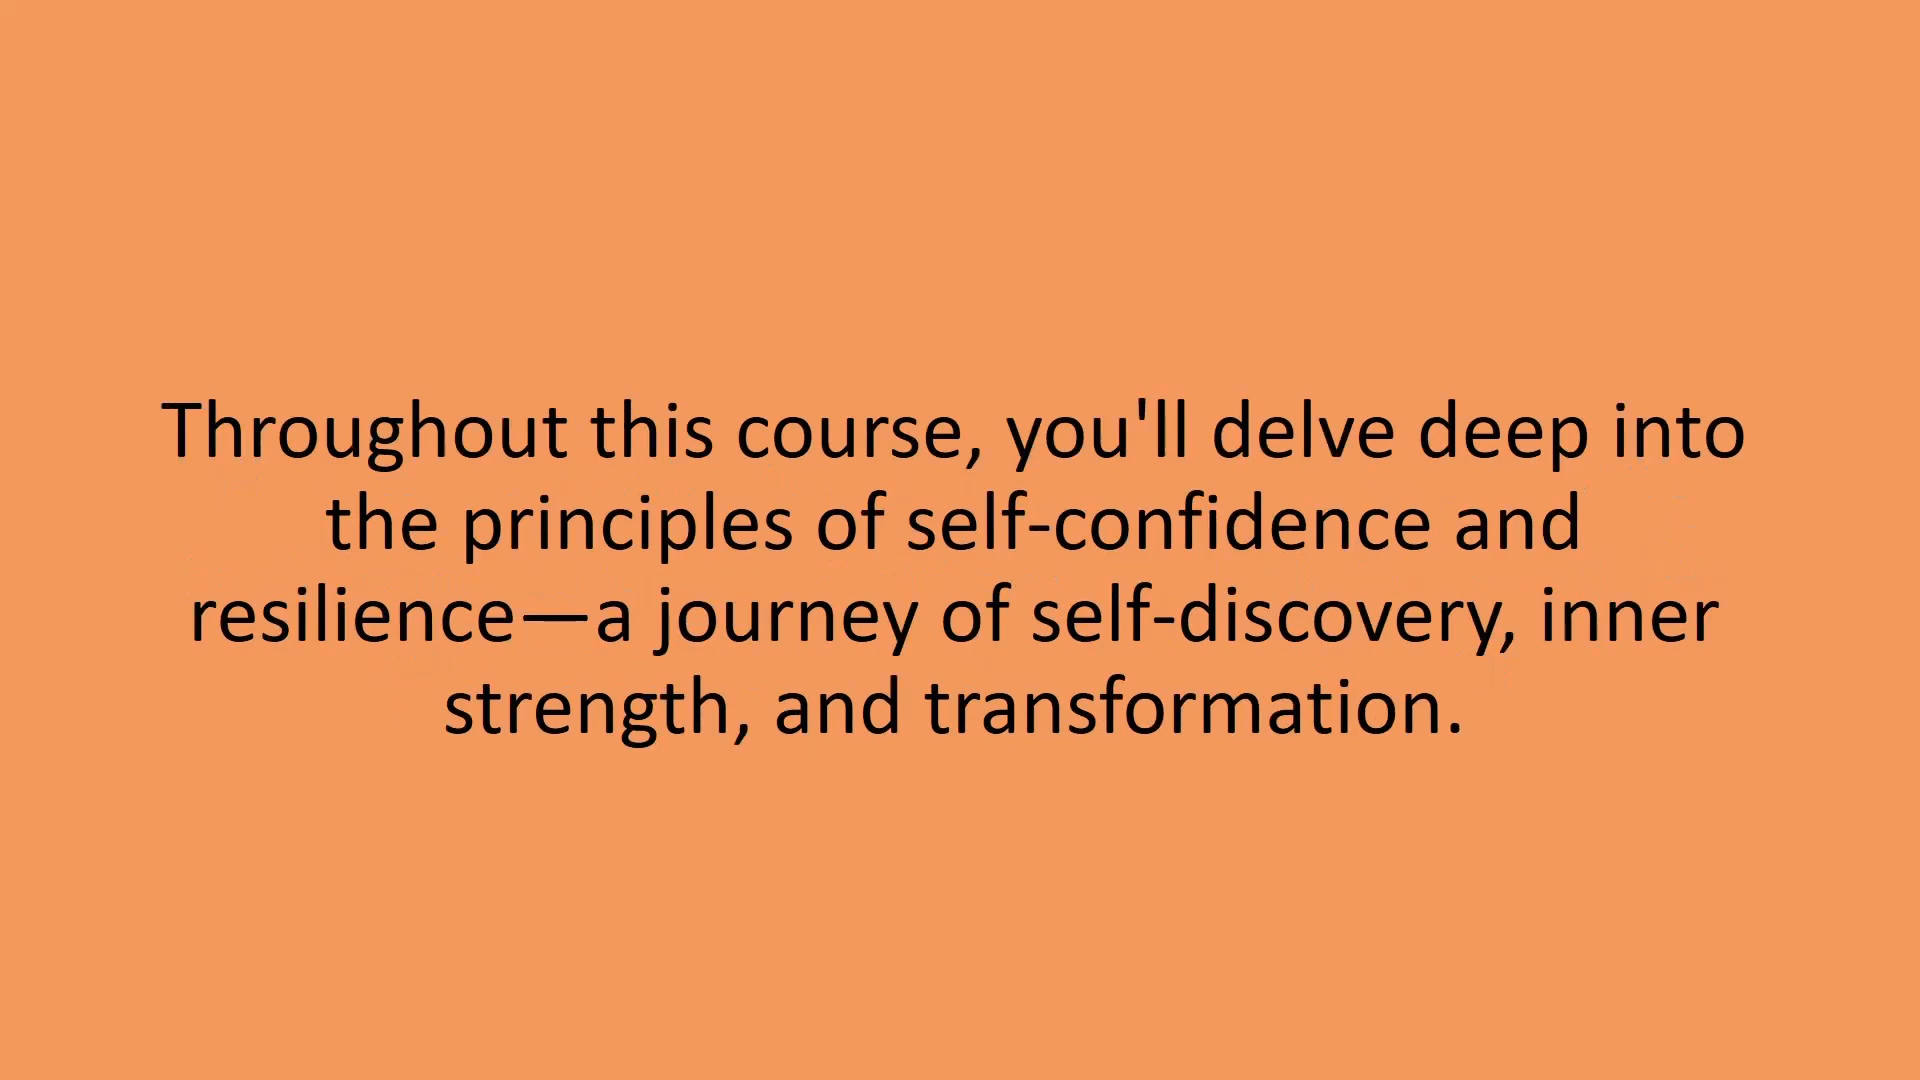 Throughout this course, you'll delve deep into
the principles of self-confidence and
resilience—a journey of self-discovery, inner
strength, and transformation.